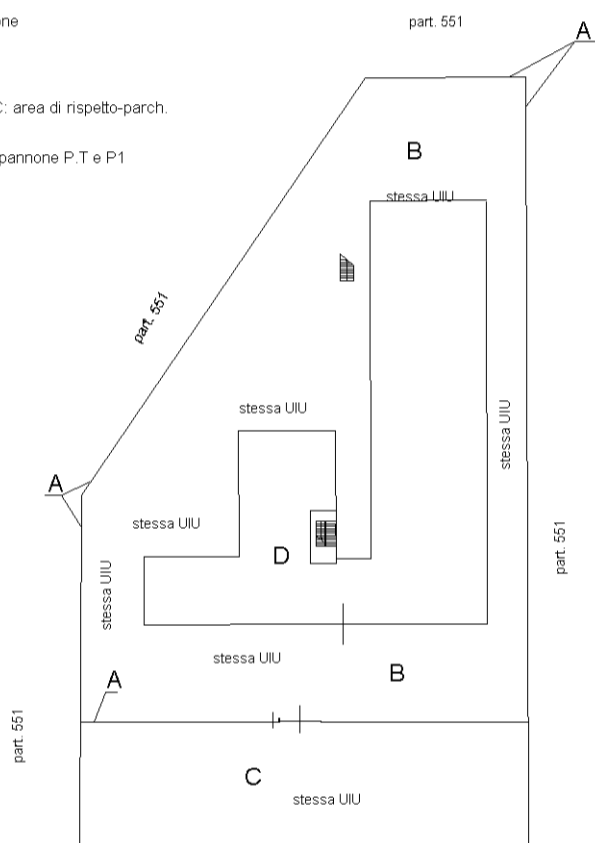 one
part. 551
A
C: area di rispetto-parch.
B
pannone P.T e P1
stessa UIU
part. 551
stessa UIU
stessa UIU
A
stessa UIU
D
part. 551
stessa UIU
stessa UIU
B
A
part. 551
C
stessa UIU